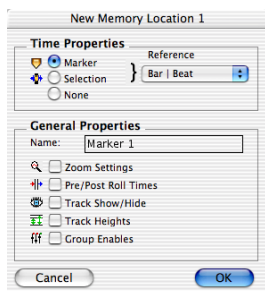 New Memory Location 1
Time Properties
Reference
Marker
Selection
None
Bar | Beat
General Properties
Name: Marker 1
Zoom Settings
Pre/Post Roll Times
Track Show/Hide
Track Heights
Group Enables
Cancel OK